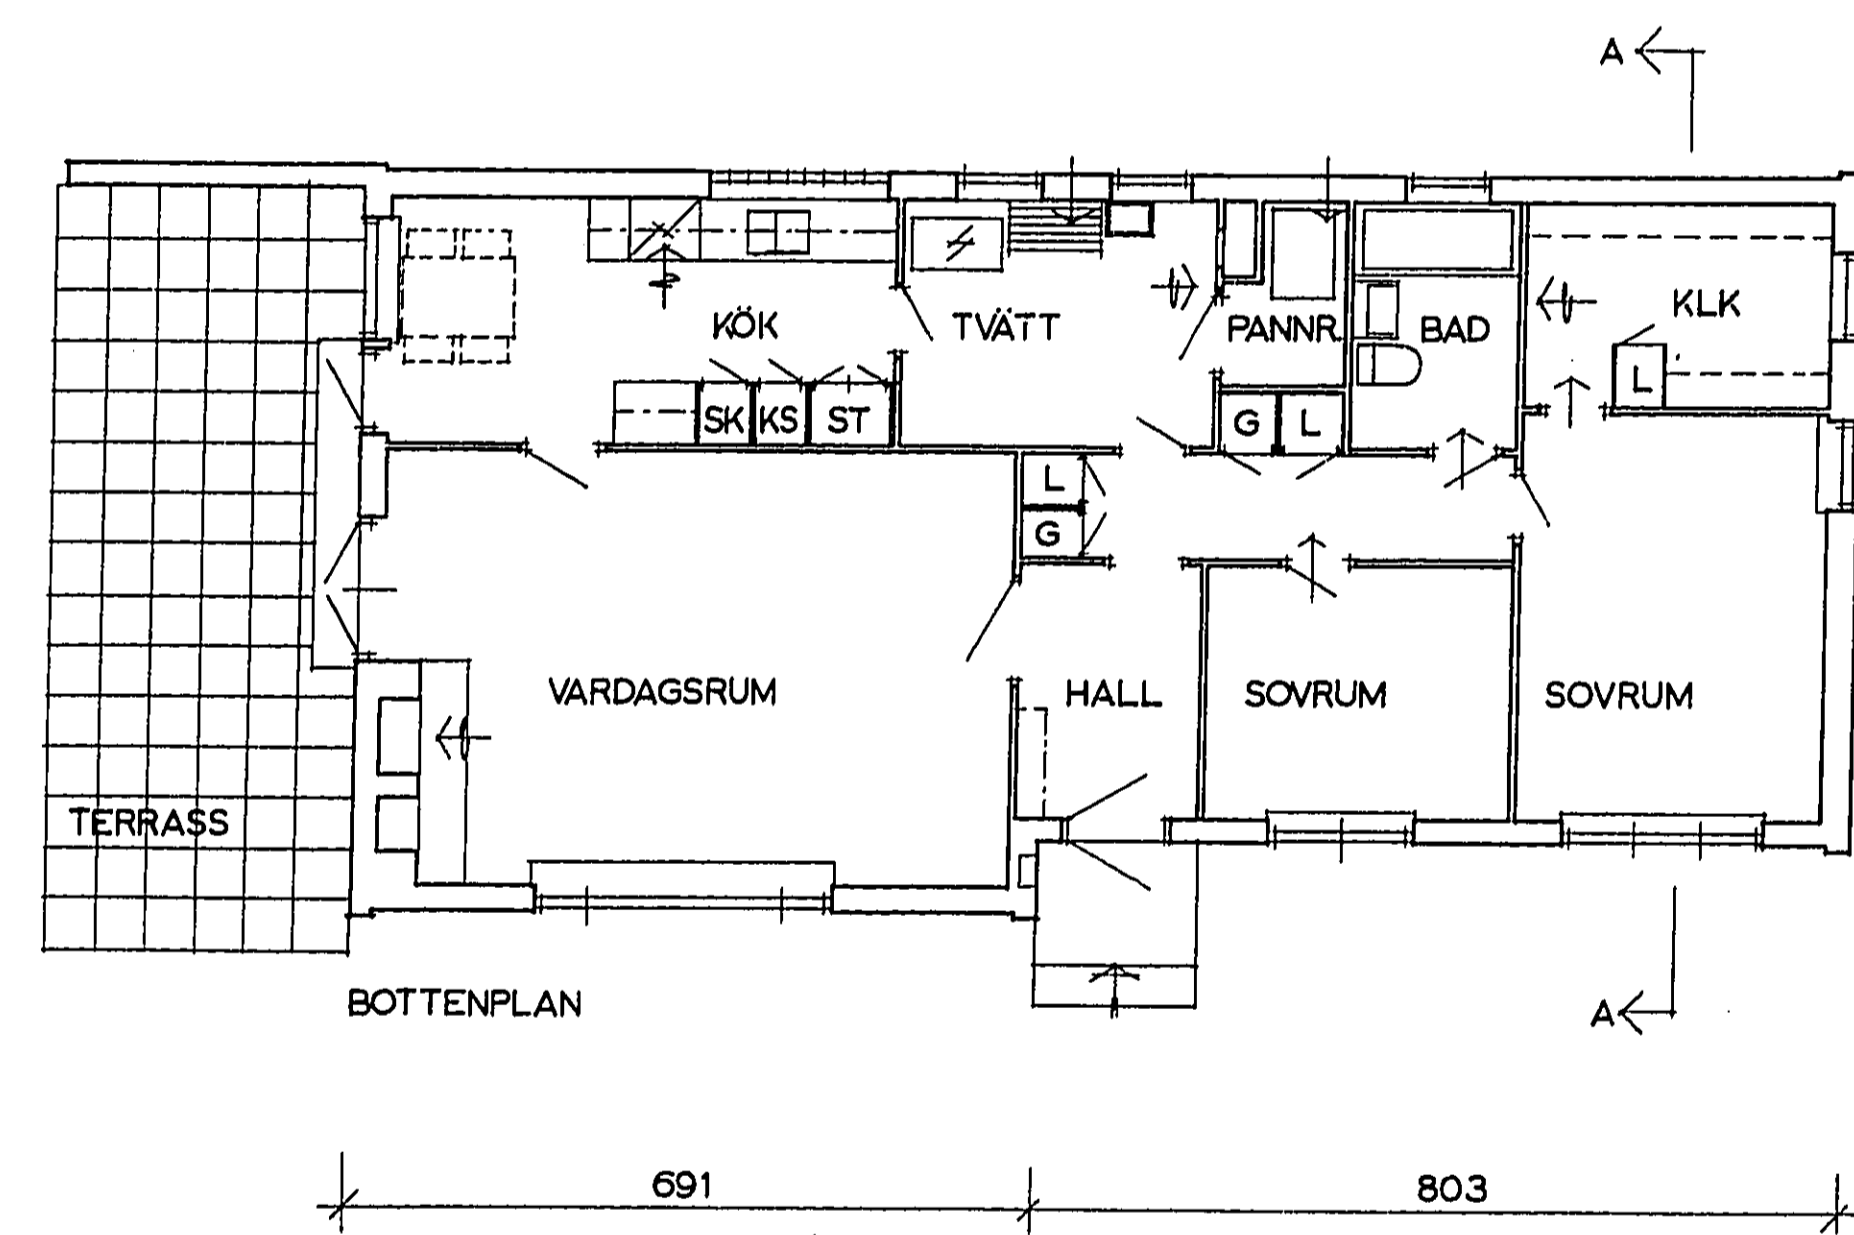 A
KÖK
TVÄTT
PANNR.
BAD
KLK
L
SK
KS
ST
G
L
L
G
VARDAGSRUM
HALL
SOVRUM
SOVRUM
TERRASS
BOTTENPLAN
A
691
803